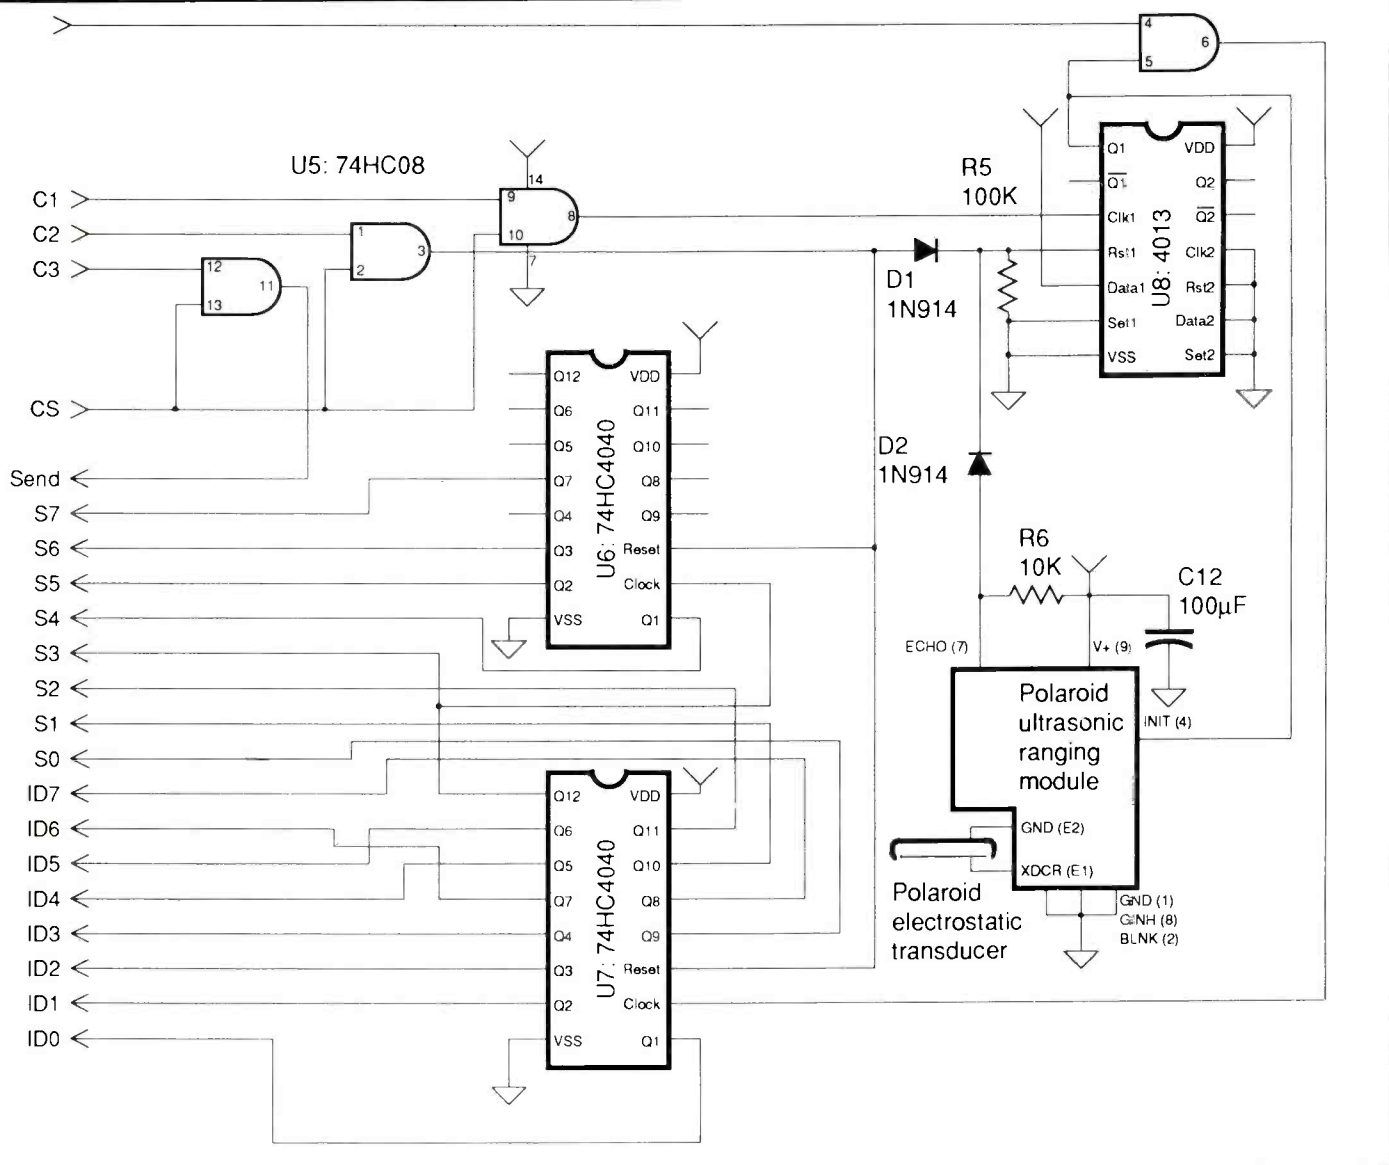 4
6
5
U5: 74HC08
14
R5
100K
Q1
VDD
Q1
Q2
Clk1
Q2
Rst1
Clk2
Data1
Rst2
Set1
Data2
VSS
Set2
U8: 4013
C1
9
8
10
7
C2
1
3
2
C3
12
11
13
D1
1N914
CS
Send
S7
S6
S5
S4
S3
S2
S1
S0
ID7
ID6
ID5
ID4
ID3
ID2
ID1
ID0
Q12
VDD
Q6
Q11
Q5
Q10
Q7
Q8
Q4
Q9
Q3
Reset
Q2
Clock
VSS
Q1
U6: 74HC4040
D2
1N914
R6
10K
C12
100µF
ECHO (7)
V+ (9)
Polaroid
ultrasonic
ranging
module
INIT (4)
GND (E2)
XDCR (E1)
GND (1)
GINH (8)
BLNK (2)
Polaroid
electrostatic
transducer
Q12
VDD
Q6
Q11
Q5
Q10
Q7
Q8
Q4
Q9
Q3
Reset
Q2
Clock
VSS
Q1
U7: 74HC4040